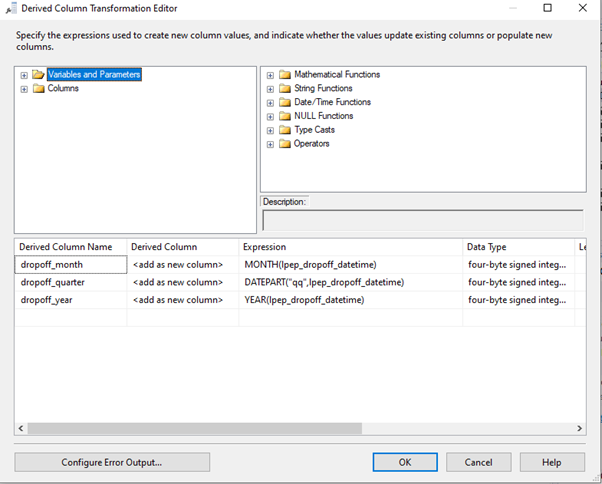 Derived Column Transformation Editor
Specify the expressions used to create new column values, and indicate whether the values update existing columns or populate new
columns.
Variables and Parameters
Columns
Mathematical Functions
String Functions
Date/Time Functions
NULL Functions
Type Casts
Operators
Description:
Derived Column Name Derived Column Expression Data Type Le
dropoff_month <add as new column> MONTH(lpep_dropoff_datetime) four-byte signed integ...
dropoff_quarter <add as new column> DATEPART("qq",lpep_dropoff_datetime) four-byte signed integ...
dropoff_year <add as new column> YEAR(lpep_dropoff_datetime) four-byte signed integ...
Configure Error Output... OK Cancel Help